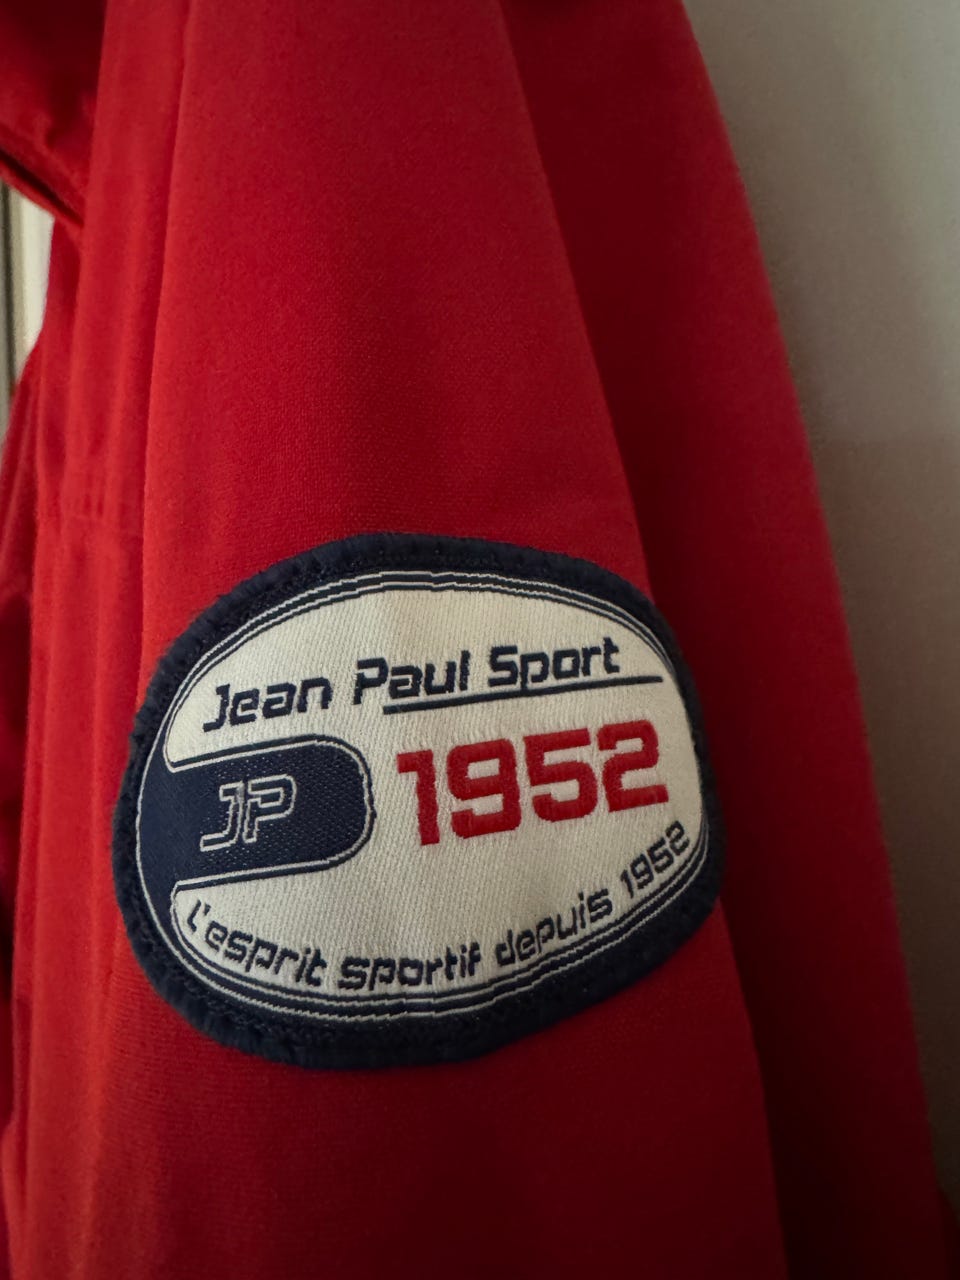 Jean Paul Sport
JP
1952
L'esprit sportif depuis 1952